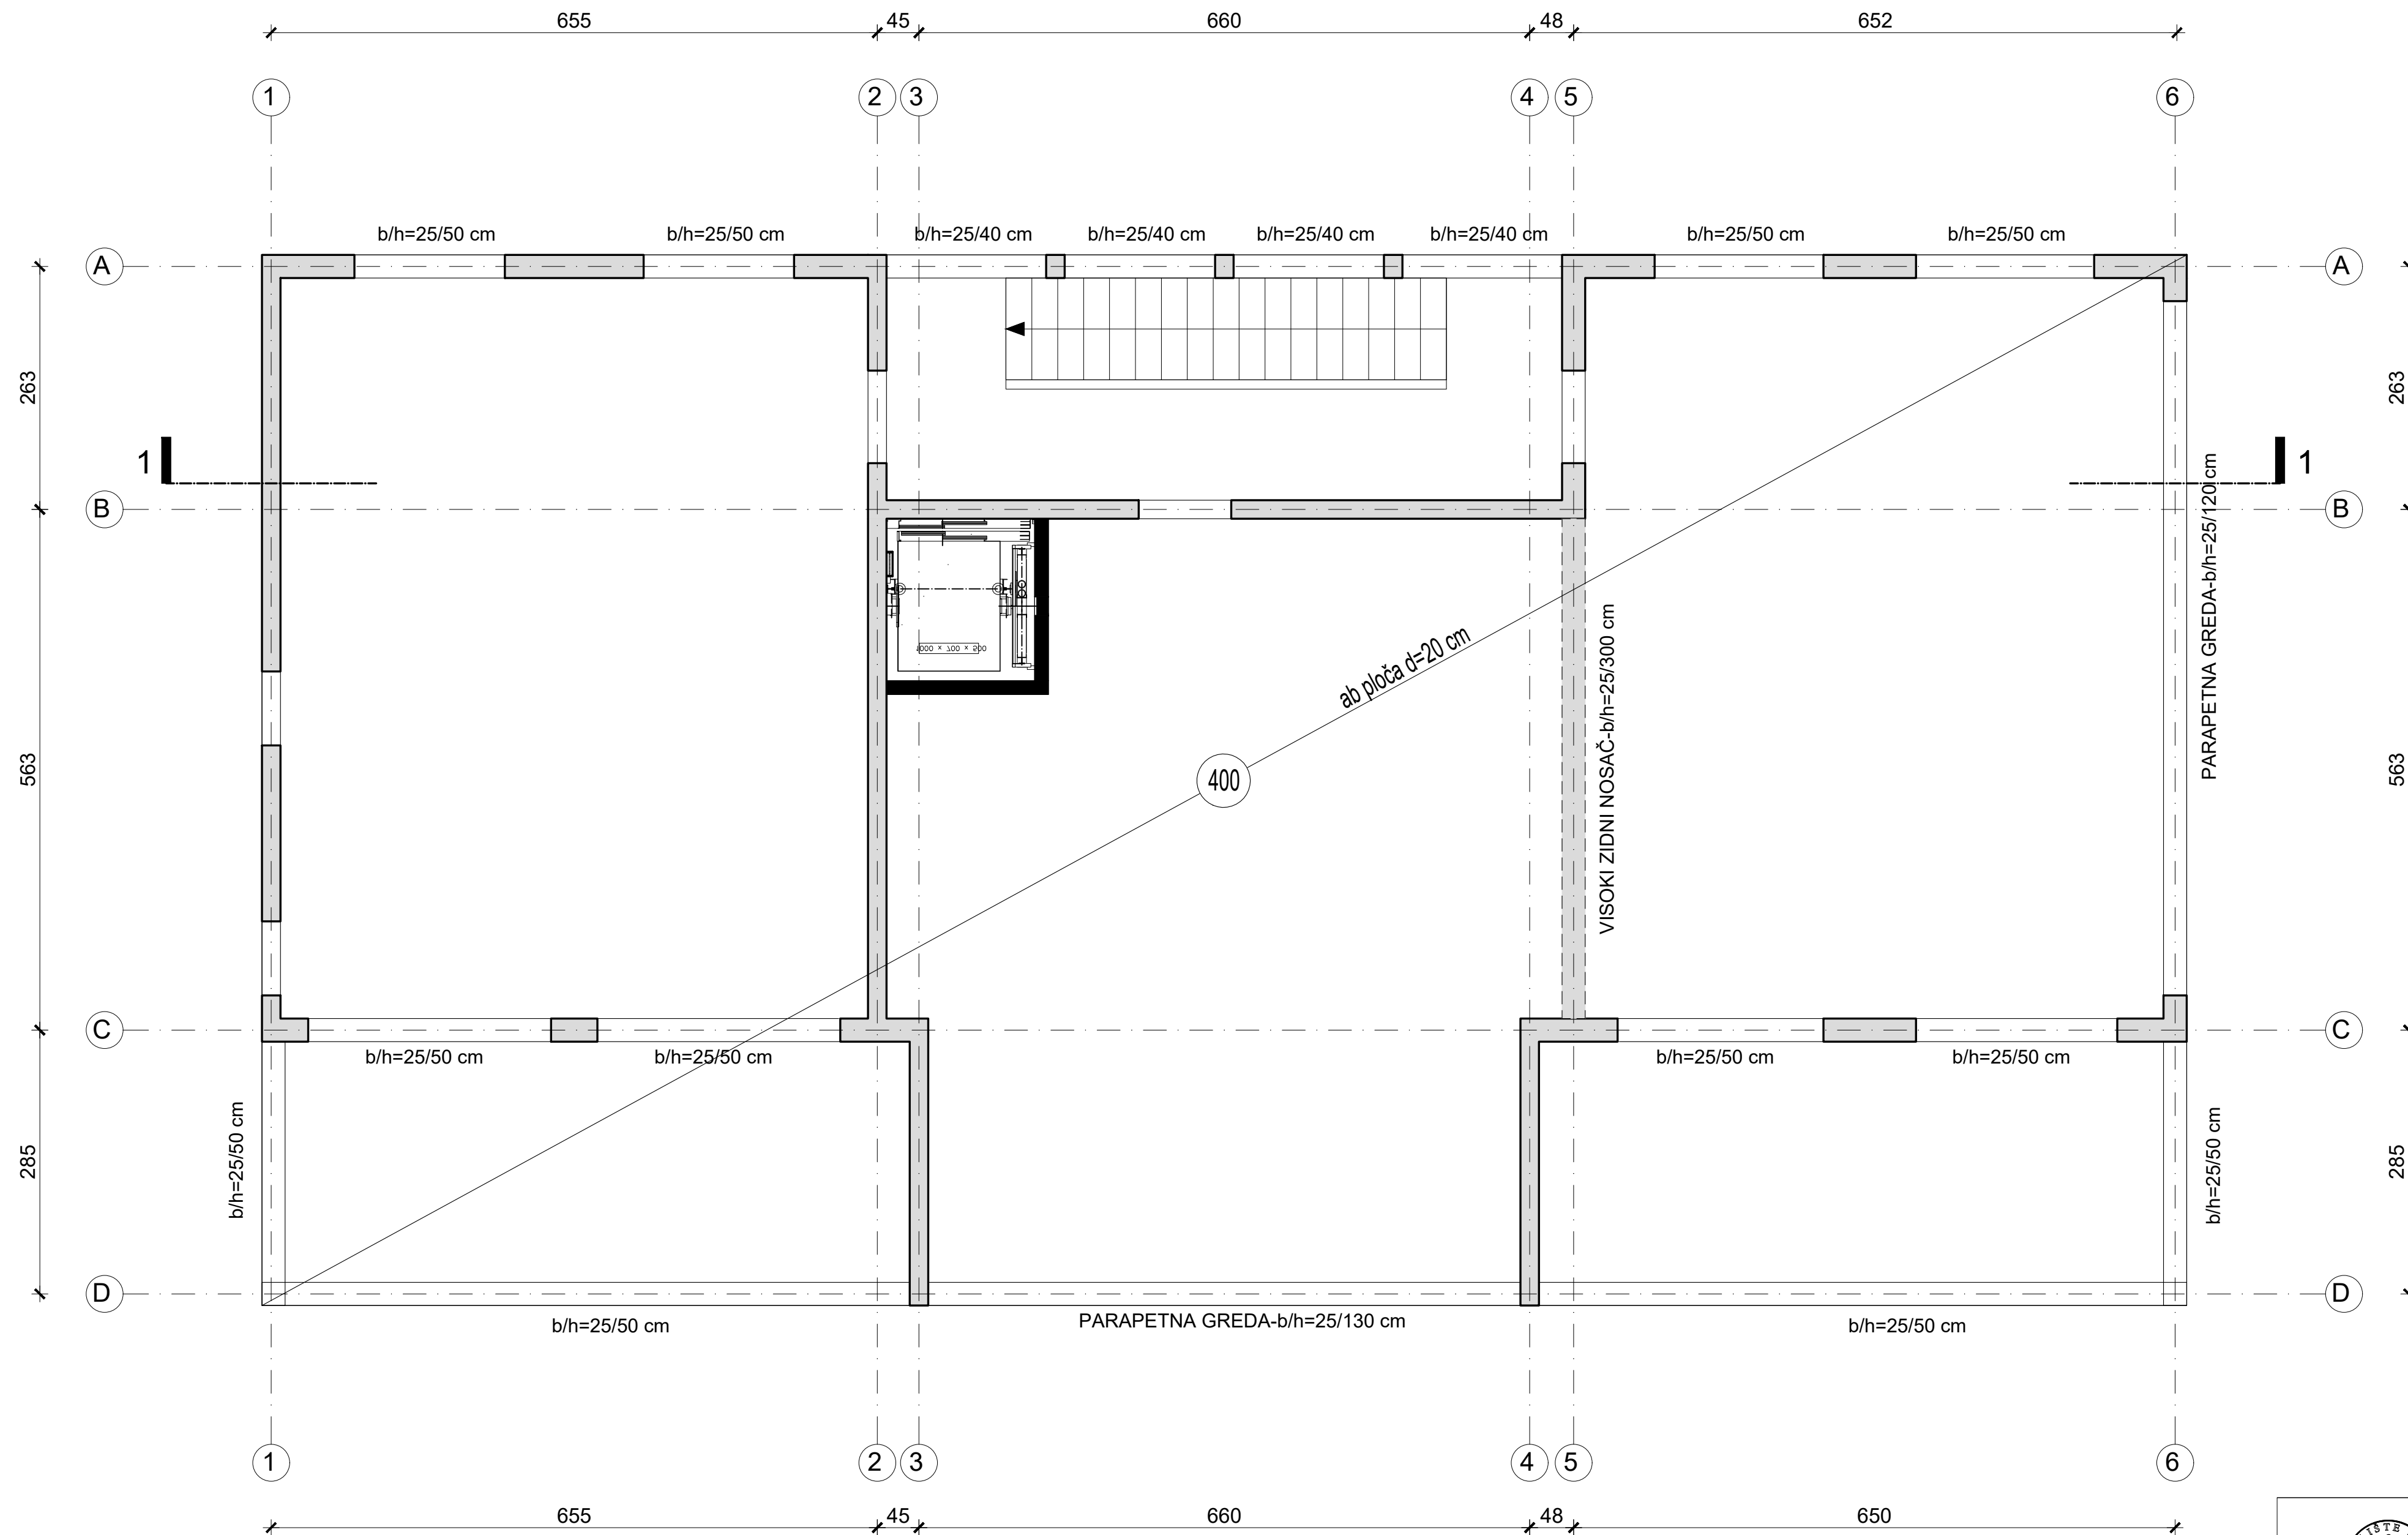 655 45 660 48 652
1 2 3 4 5 6
b/h=25/50 cm b/h=25/50 cm b/h=25/40 cm b/h=25/40 cm b/h=25/40 cm b/h=25/40 cm b/h=25/50 cm b/h=25/50 cm
A A
263 263
1 1
B B
PARAPETNA GREDA-b/h=25/120 cm
1000 x 700 x 500
ab ploča d=20 cm
VISOKI ZIDNI NOSAČ-b/h=25/300 cm
400
563 563
C C
b/h=25/50 cm b/h=25/50 cm b/h=25/50 cm b/h=25/50 cm
b/h=25/50 cm b/h=25/50 cm
285 285
D D
b/h=25/50 cm PARAPETNA GREDA-b/h=25/130 cm b/h=25/50 cm
1 2 3 4 5 6
655 45 660 48 650